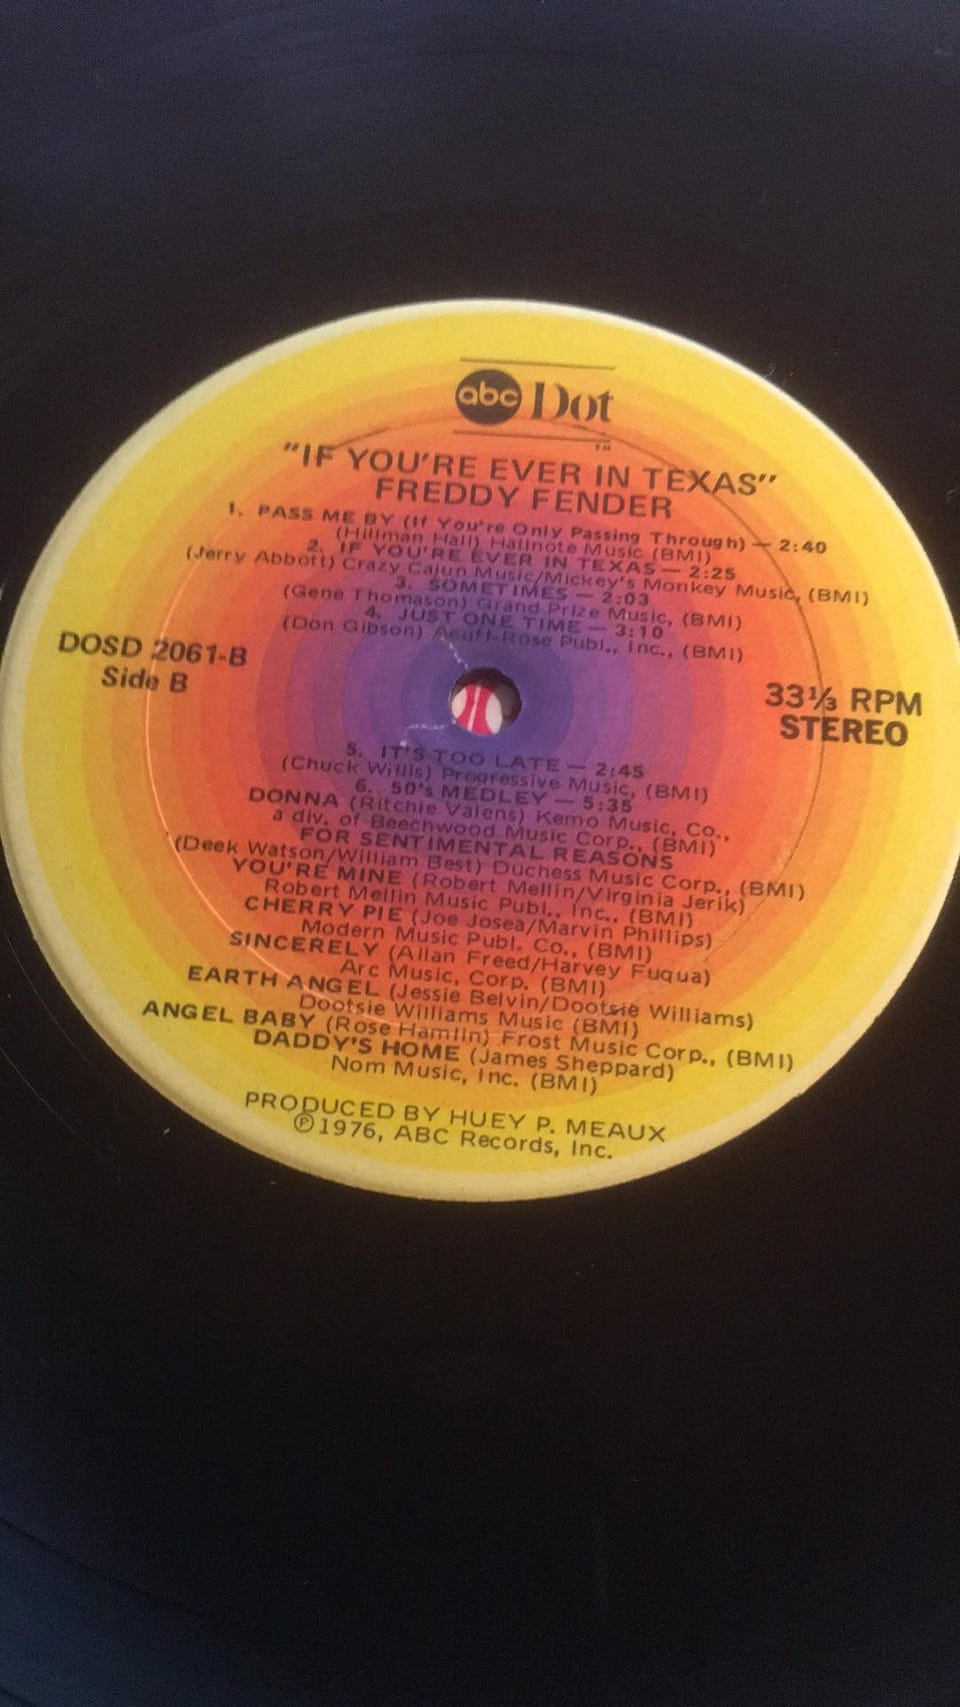 abc Dot
TM
"IF YOU'RE EVER IN TEXAS"
FREDDY FENDER
1. PASS ME BY (If You're Only Passing Through) — 2:40
(Hillman Hall) Hallnote Music (BMI)
2. IF YOU'RE EVER IN TEXAS — 2:25
(Jerry Abbott) Crazy Cajun Music/Mickey's Monkey Music, (BMI)
3. SOMETIMES — 2:03
(Gene Thomason) Grand Prize Music, (BMI)
4. JUST ONE TIME — 3:10
(Don Gibson) Acuff-Rose Publ., Inc., (BMI)
DOSD 2061-B
Side B
33⅓ RPM
STEREO
5. IT'S TOO LATE — 2:45
(Chuck Willis) Progressive Music, (BMI)
6. 50's MEDLEY — 5:35
DONNA (Ritchie Valens) Kemo Music, Co.,
a div. of Beechwood Music Corp., (BMI)
FOR SENTIMENTAL REASONS
(Deek Watson/William Best) Duchess Music Corp., (BMI)
YOU'RE MINE (Robert Mellin/Virginia Jerik)
Robert Mellin Music Publ., Inc.. (BMI)
CHERRY PIE (Joe Josea/Marvin Phillips)
Modern Music Publ. Co., (BMI)
SINCERELY (Allan Freed/Harvey Fuqua)
Arc Music, Corp. (BMI)
EARTH ANGEL (Jessie Belvin/Dootsie Williams)
Dootsie Williams Music (BMI)
ANGEL BABY (Rose Hamlin) Frost Music Corp., (BMI)
DADDY'S HOME (James Sheppard)
Nom Music, Inc. (BMI)
PRODUCED BY HUEY P. MEAUX
℗1976, ABC Records, Inc.